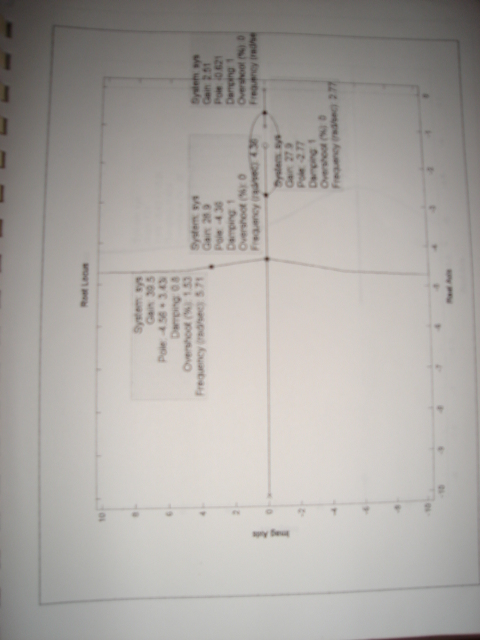 Root Locus
System: sys
Gain: 39.5
Pole: -4.56 + 3.43i
Damping: 0.8
Overshoot (%): 1.53
Frequency (rad/sec): 5.71
System: sys
Gain: 28.9
Pole: -4.36
Damping: 1
Overshoot (%): 0
Frequency (rad/sec): 4.36
System: sys
Gain: 2.51
Pole: -0.621
Damping: 1
Overshoot (%): 0
Frequency (rad/se
System: sys
Gain: 27.9
Pole: -2.77
Damping: 1
Overshoot (%): 0
Frequency (rad/sec): 2.77
Imag Axis
10
8
6
4
2
0
-2
-4
-6
-8
-10
-10
-9
-8
-7
-6
-5
-4
-3
-2
-1
0
Real Axis